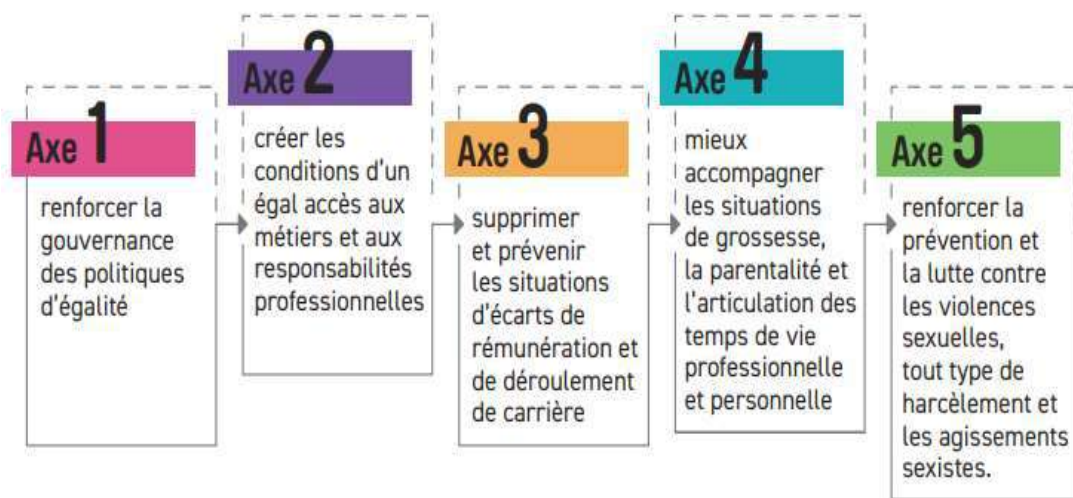 Axe 1
renforcer la
gouvernance
des politiques
d'égalité
Axe 2
créer les
conditions d'un
égal accès aux
métiers et aux
responsabilités
professionnelles
Axe 3
supprimer
et prévenir
les situations
d'écarts de
rémunération et
de déroulement
de carrière
Axe 4
mieux
accompagner
les situations
de grossesse,
la parentalité et
l'articulation des
temps de vie
professionnelle
et personnelle
Axe 5
renforcer la
prévention et
la lutte contre
les violences
sexuelles,
tout type de
harcèlement et
les agissements
sexistes.